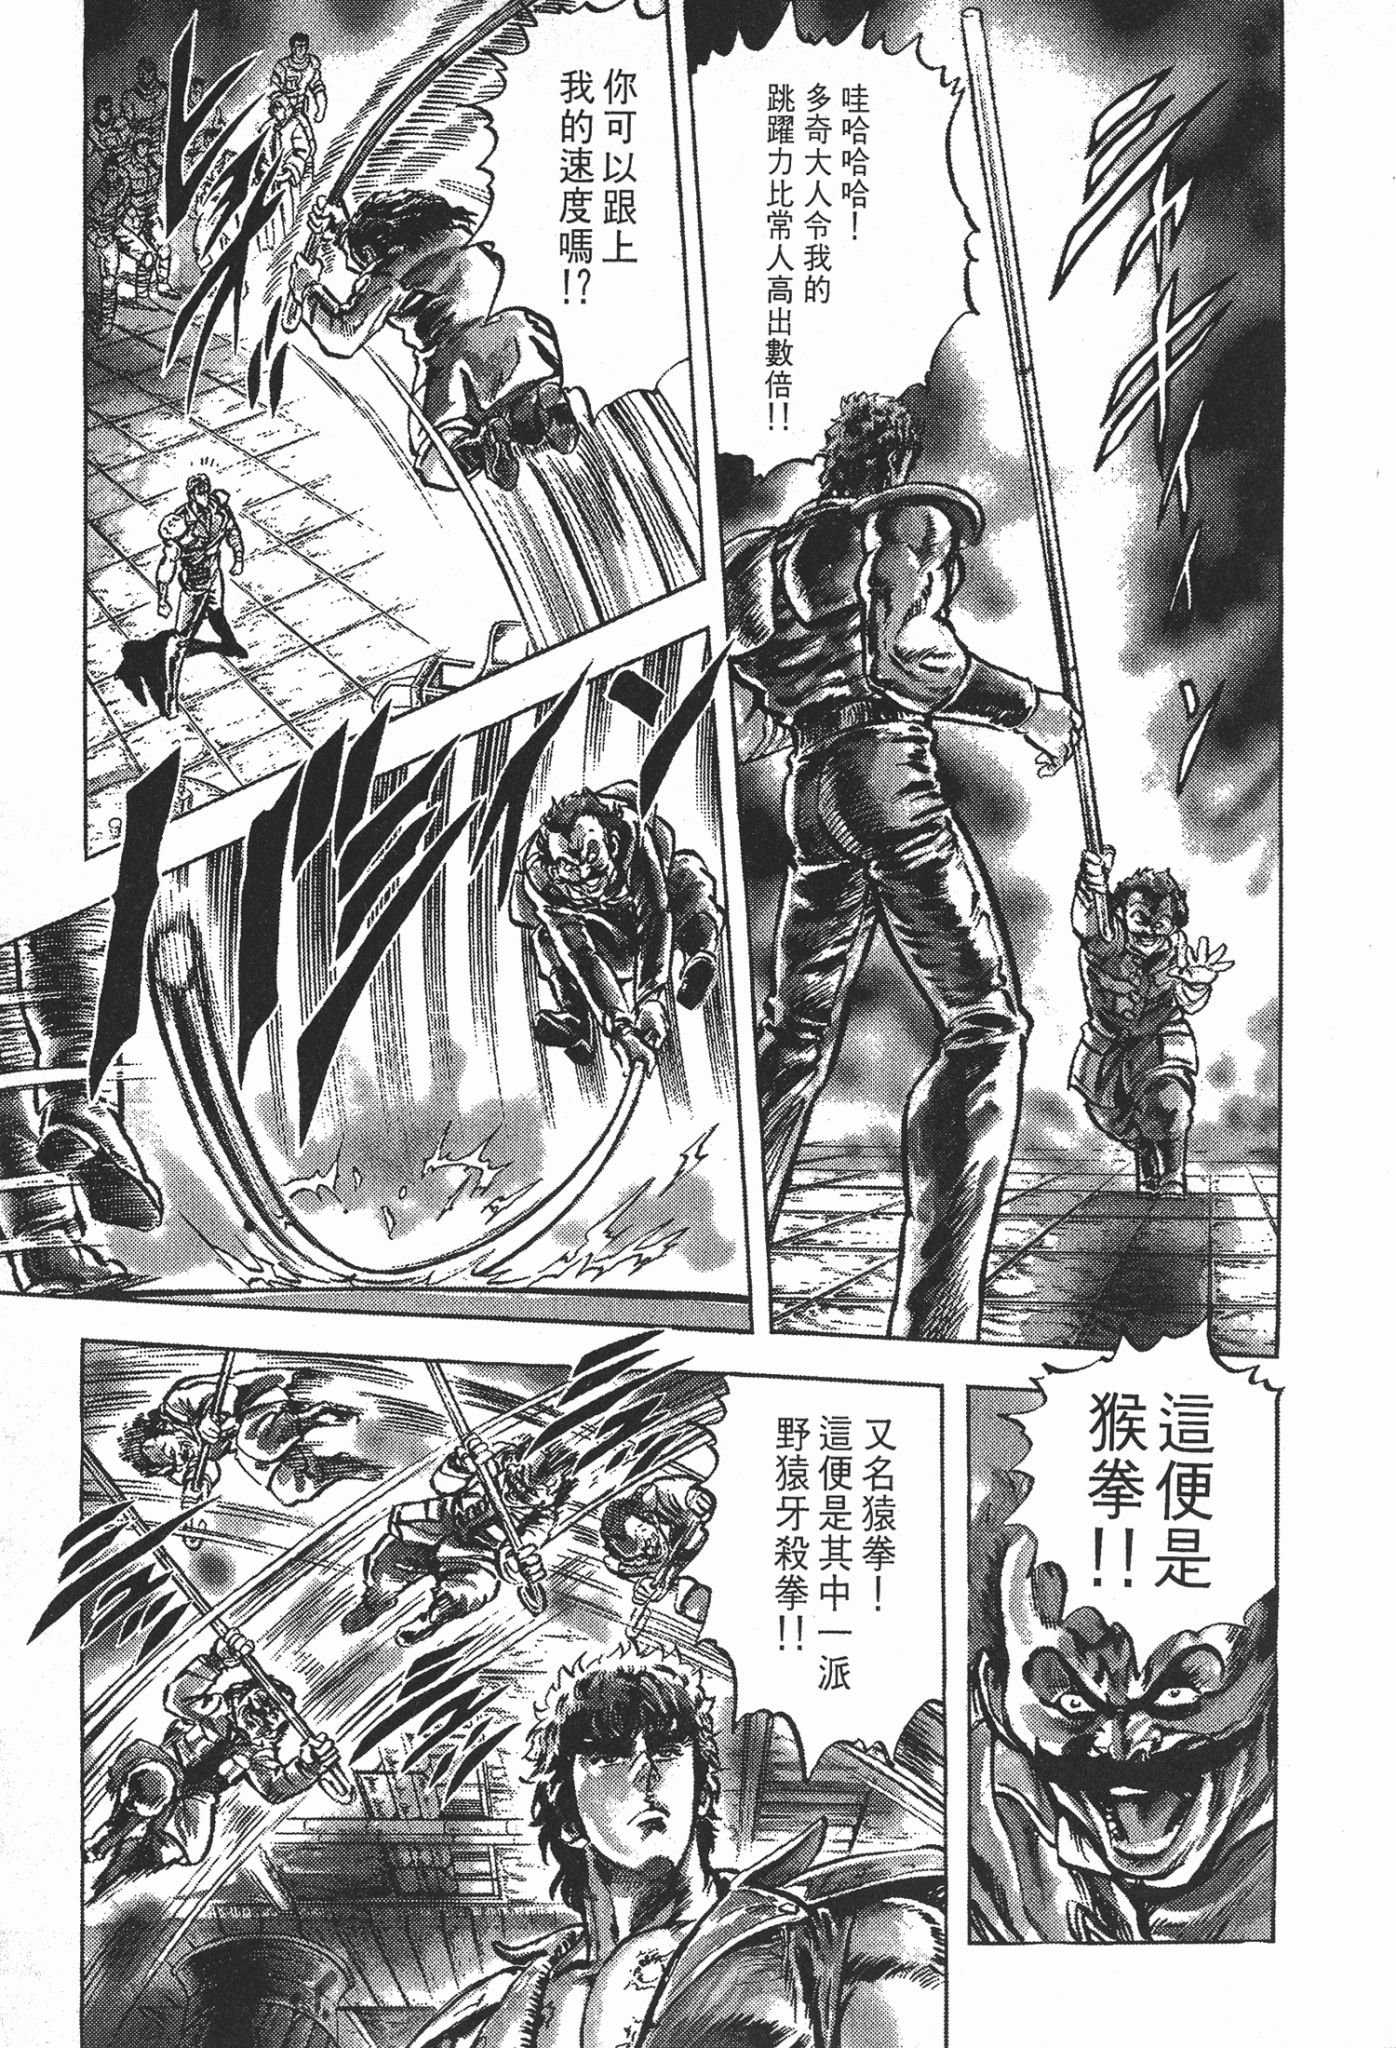 哇哈哈哈！
多奇大人令我的
跳躍力比常人高出數倍!!
你可以跟上
我的速度嗎!?
這便是
猴拳!!
又名猿拳！
這便是其中一派
野猿牙殺拳!!